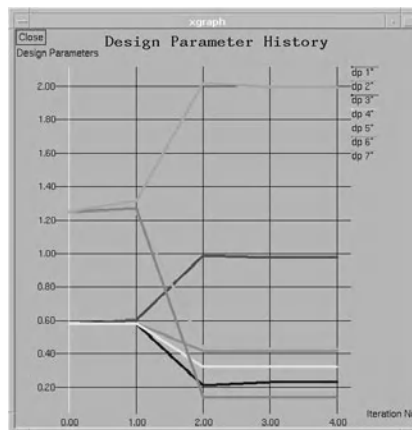 xgraph
Close
Design Parameter History
Design Parameters
dp 1"
dp 2"
dp 3"
dp 4"
dp 5"
dp 6"
dp 7"
2.00
1.80
1.60
1.40
1.20
1.00
0.80
0.60
0.40
0.20
0.00 1.00 2.00 3.00 4.00
Iteration No